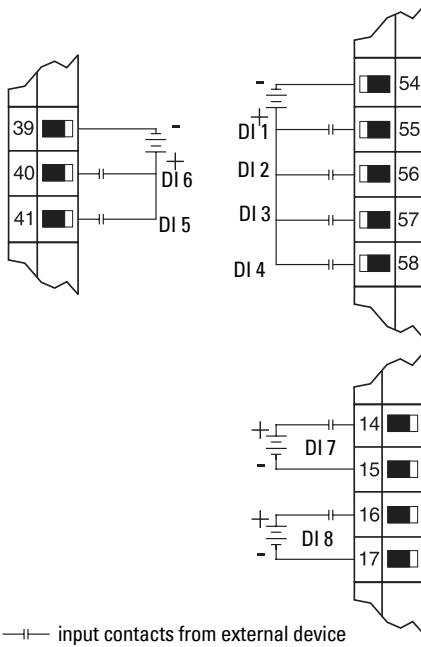 39
-
+
40
DI 6
41
DI 5
-
54
+
DI 1
55
DI 2
56
DI 3
57
DI 4
58
+
14
DI 7
-
15
+
16
DI 8
-
17
input contacts from external device